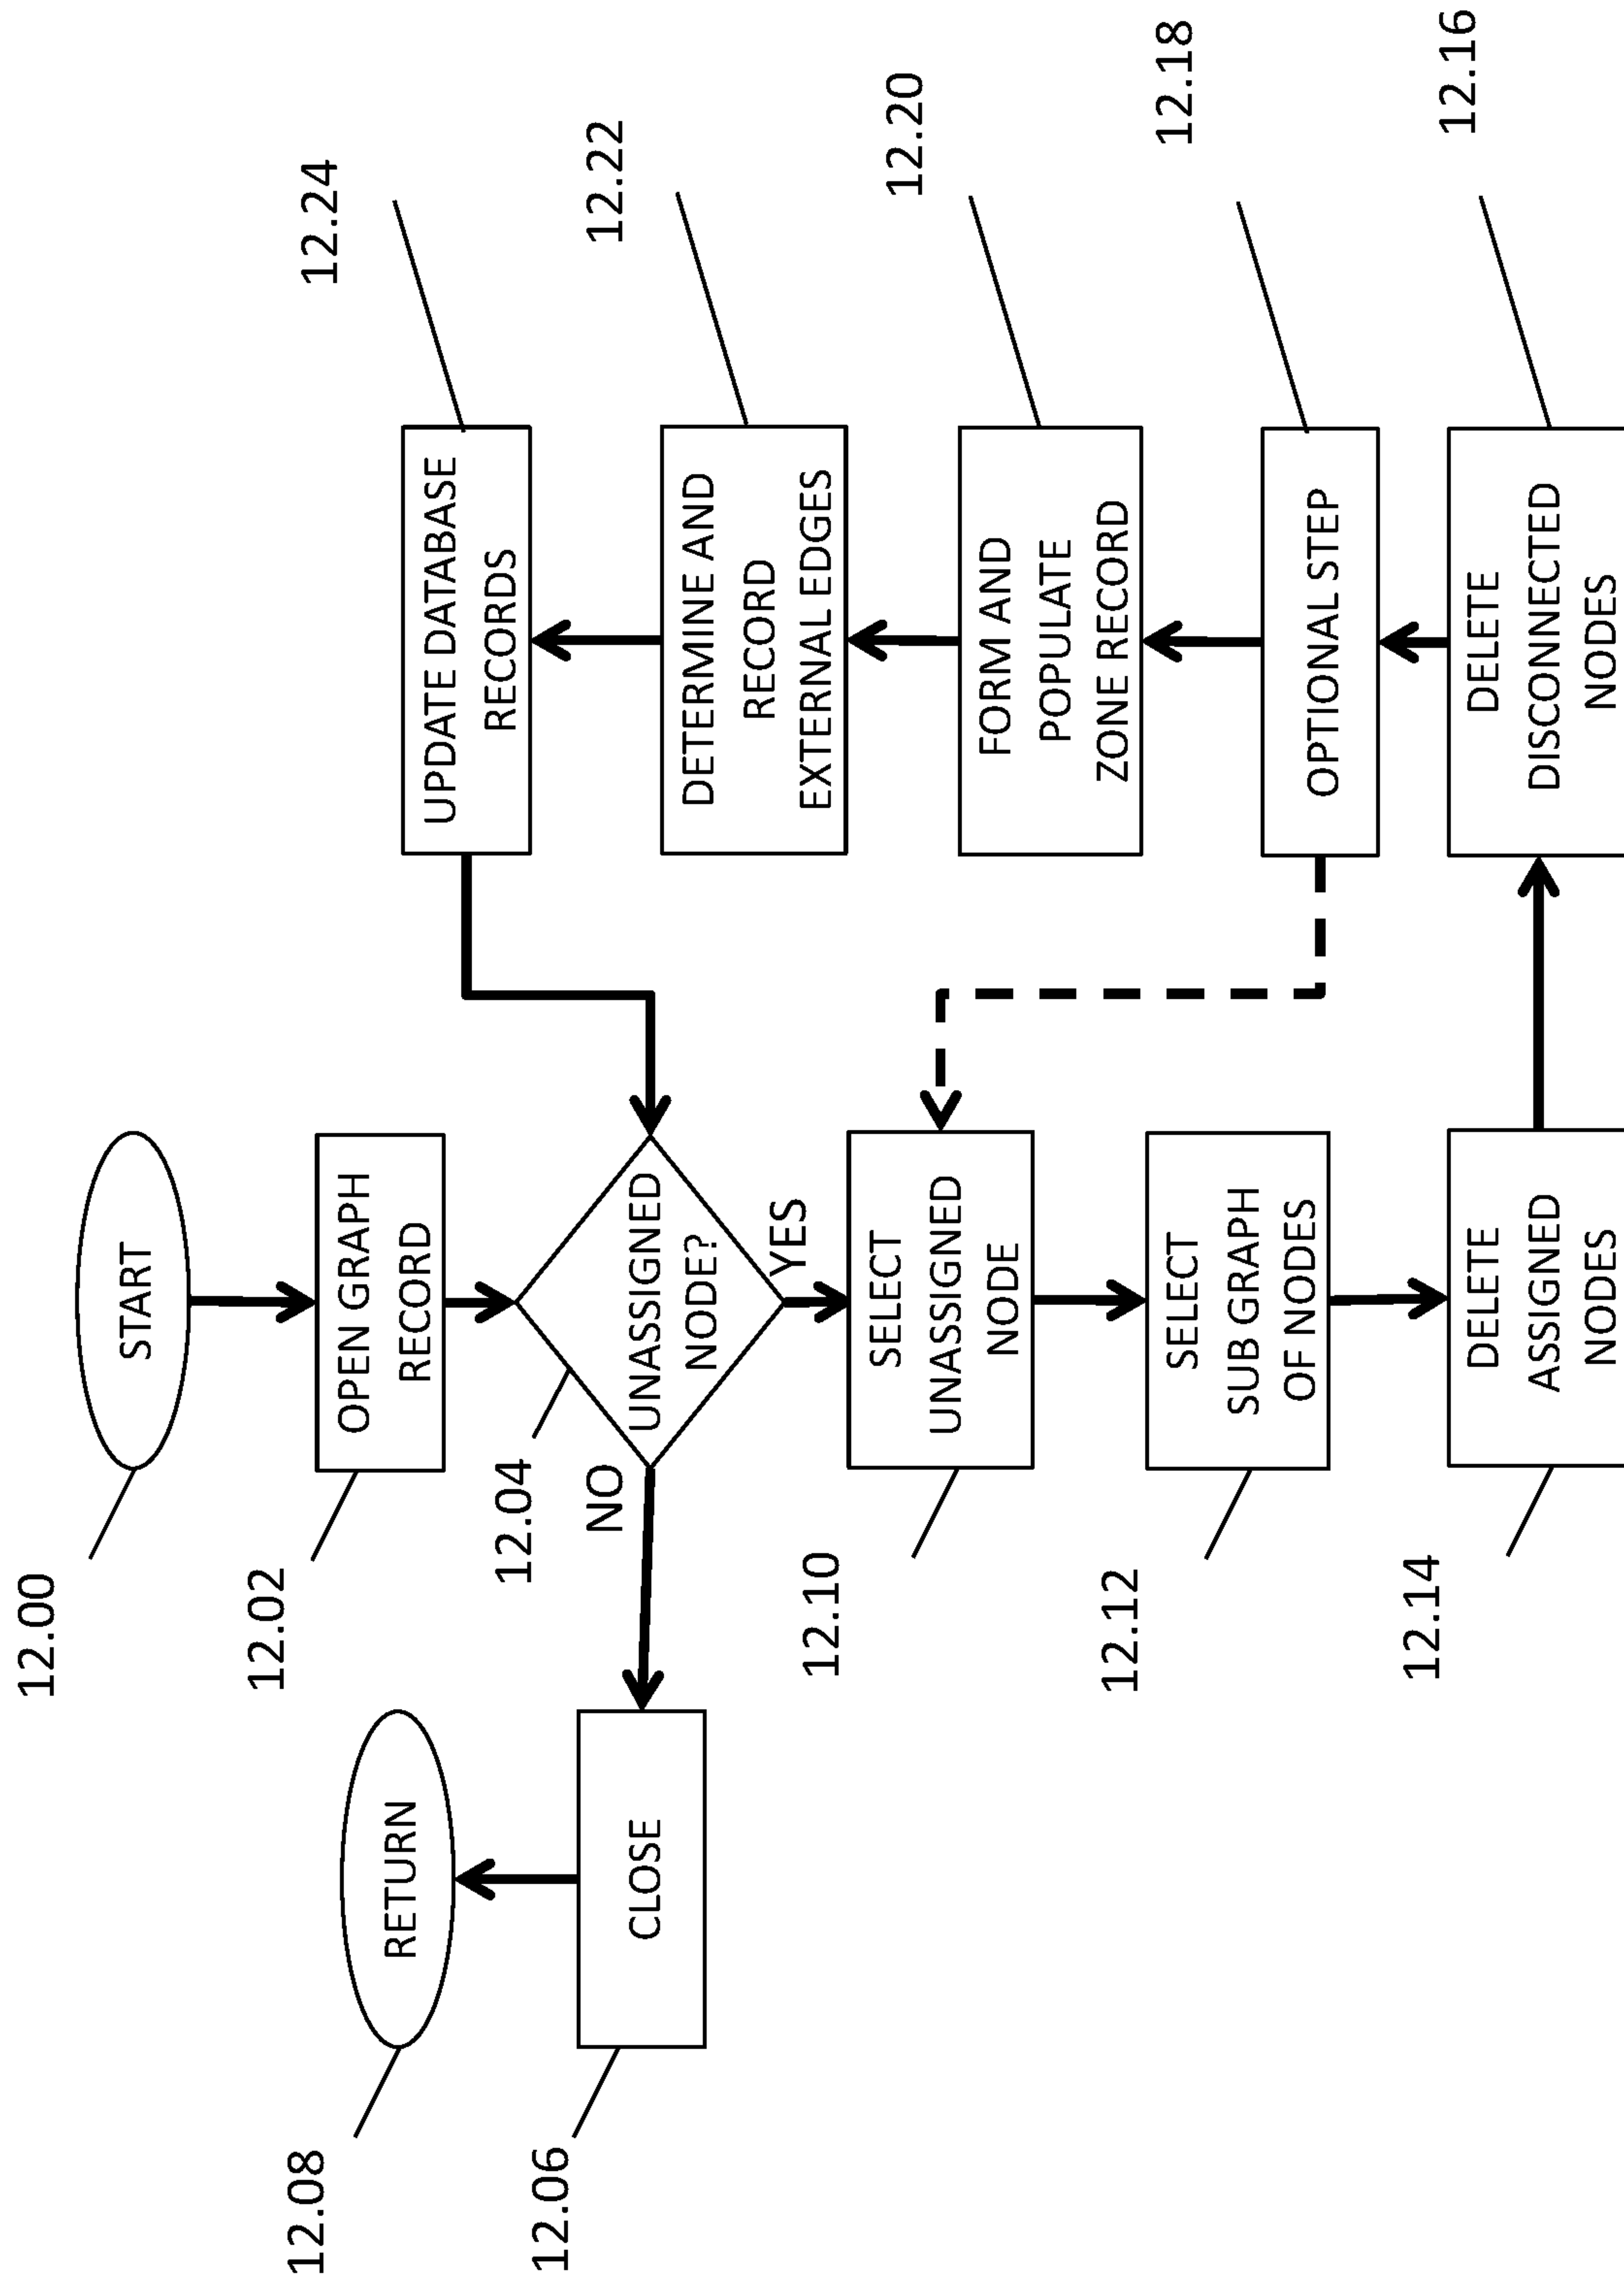 12.00
START
12.02
OPEN GRAPH
RECORD
12.04
UNASSIGNED
NODE?
NO
YES
12.06
CLOSE
12.08
RETURN
12.10
SELECT
UNASSIGNED
NODE
12.12
SELECT
SUB GRAPH
OF NODES
12.14
DELETE
ASSIGNED
NODES
12.16
DELETE
DISCONNECTED
NODES
12.18
OPTIONAL STEP
12.20
FORM AND
POPULATE
ZONE RECORD
12.22
DETERMINE AND
RECORD
EXTERNAL EDGES
12.24
UPDATE DATABASE
RECORDS